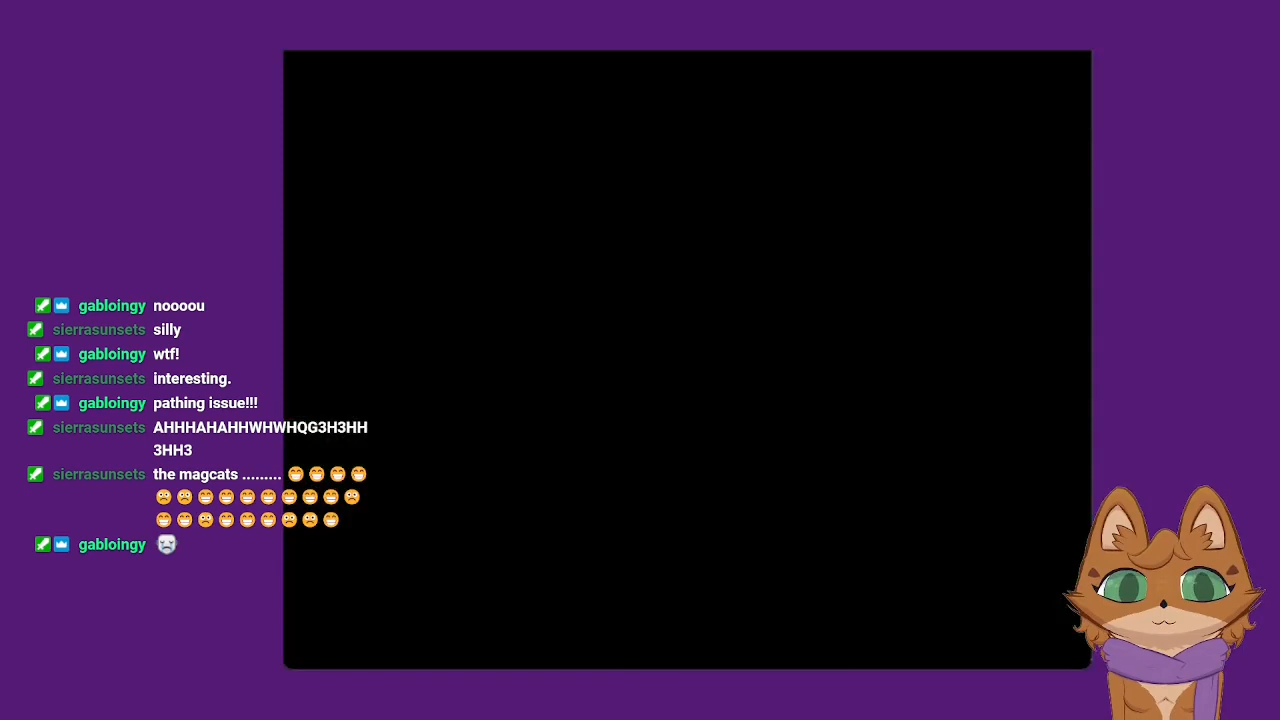 gabloingy noooou
sierrasunsets silly
gabloingy wtf!
sierrasunsets interesting.
gabloingy pathing issue!!!
sierrasunsets AHHHAHAHHWHWHQG3H3HH
3HH3
sierrasunsets the magcats ......... 😁😁😁😁
🙁🙁😁😁😁😁😁😁😁🙁
😁😁🙁😁😁😁🙁🙁😁
gabloingy